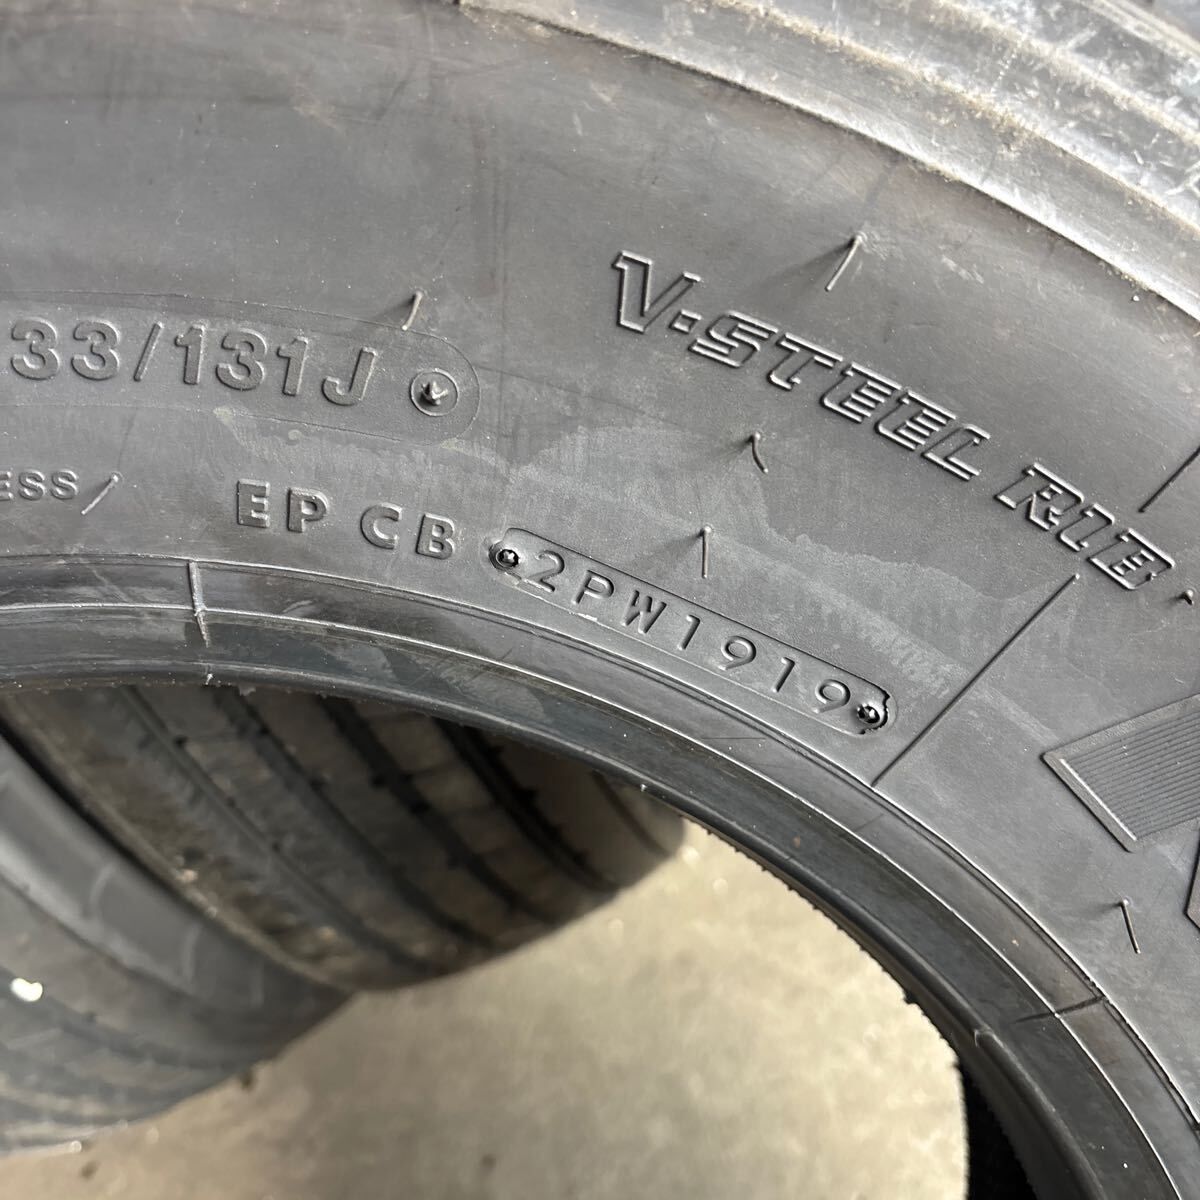 V·STEEL RIB
33/131J
ESS
EP CB 2PW1919